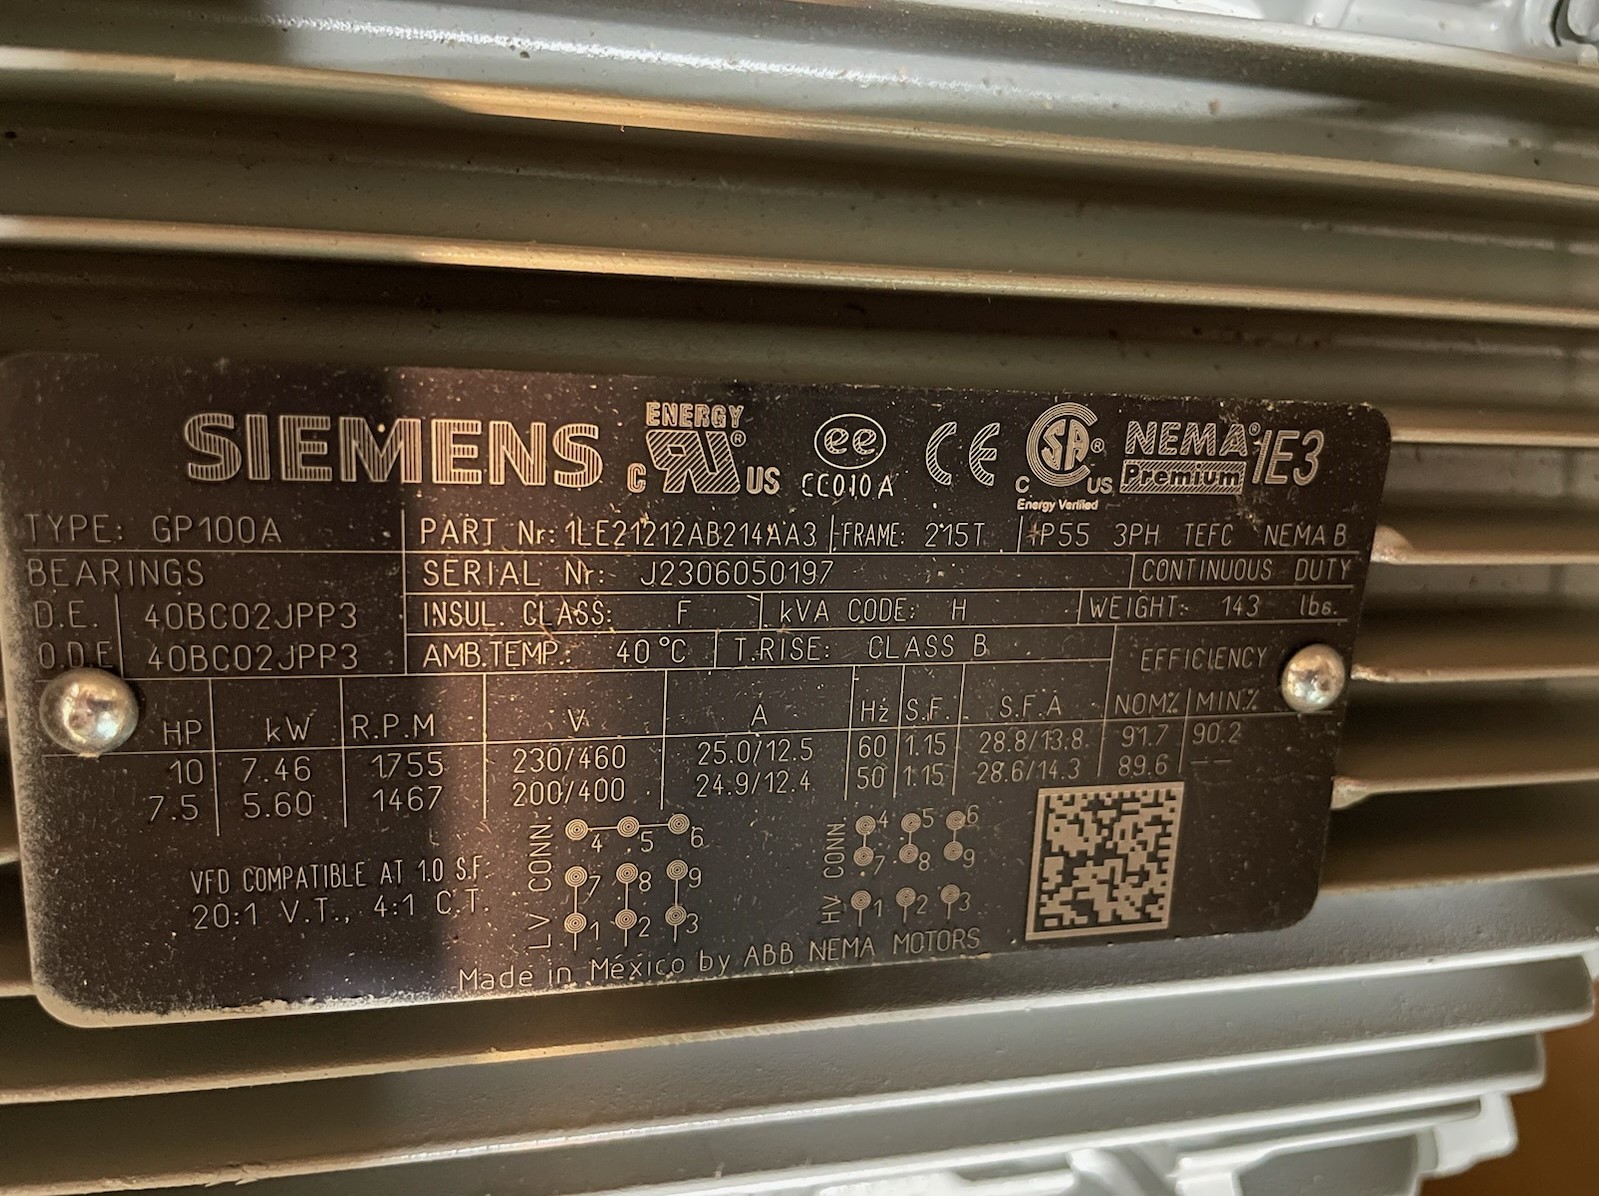 SIEMENS ENERGY C UR ® US ee CC010A CE C SA ® US Energy Verified NEMA ® Premium IE3
TYPE: GP100A PART Nr: 1LE21212AB214AA3 FRAME: 215T IP55 3PH TEFC NEMA B
BEARINGS SERIAL Nr: J2306050197 CONTINUOUS DUTY
D.E. 40BC02JPP3 INSUL. CLASS: F kVA CODE: H WEIGHT: 143 lbs.
O.D.E 40BC02JPP3 AMB.TEMP.: 40°C T.RISE: CLASS B EFFICIENCY
HP kW R.P.M V A Hz S.F. S.F.A NOM% MIN.%
10 7.46 1755 230/460 25.0/12.5 60 1.15 28.8/13.8 91.7 90.2
7.5 5.60 1467 200/400 24.9/12.4 50 1.15 28.6/14.3 89.6 --
VFD COMPATIBLE AT 1.0 S.F.
20:1 V.T., 4:1 C.T.
LV CONN.
4 5 6
7 8 9
1 2 3
HV CONN.
4 5 6
7 8 9
1 2 3
Made in México by ABB NEMA MOTORS